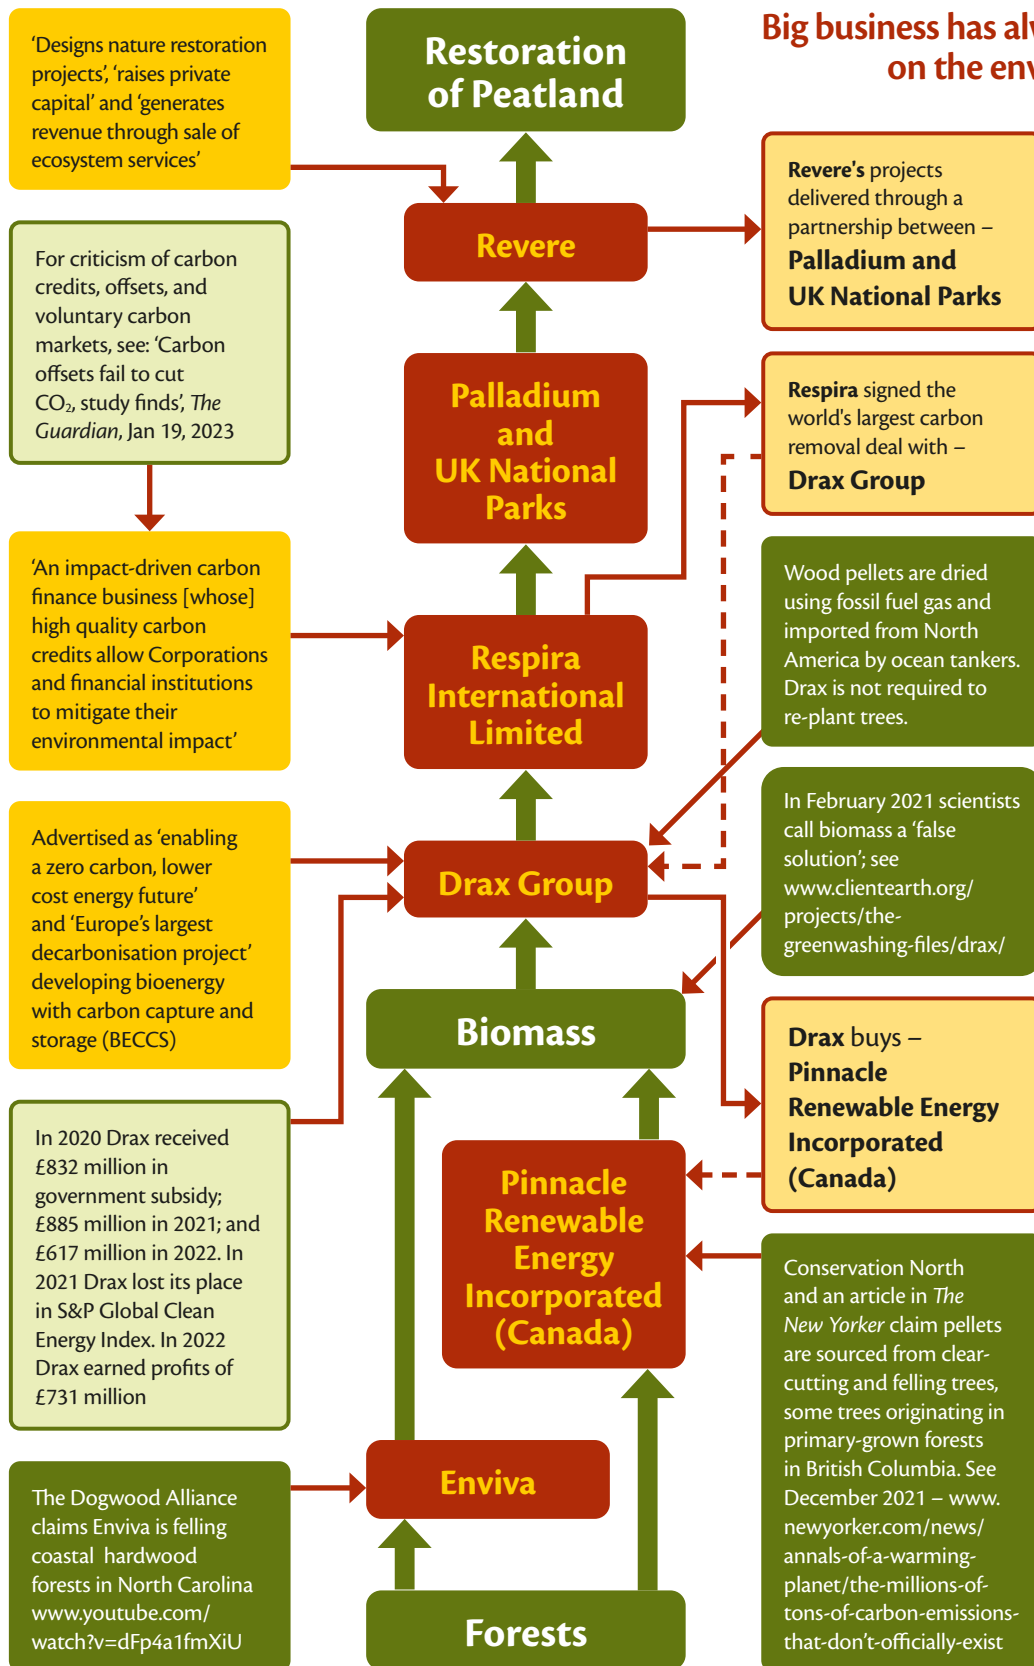 Big business has alw
on the env
'Designs nature restoration
projects', 'raises private
capital' and 'generates
revenue through sale of
ecosystem services'
Restoration
of Peatland
Revere's projects
delivered through a
partnership between –
Palladium and
UK National Parks
Revere
For criticism of carbon
credits, offsets, and
voluntary carbon
markets, see: 'Carbon
offsets fail to cut
CO₂, study finds', The
Guardian, Jan 19, 2023
Palladium
and
UK National
Parks
Respira signed the
world's largest carbon
removal deal with –
Drax Group
'An impact-driven carbon
finance business [whose]
high quality carbon
credits allow Corporations
and financial institutions
to mitigate their
environmental impact'
Respira
International
Limited
Wood pellets are dried
using fossil fuel gas and
imported from North
America by ocean tankers.
Drax is not required to
re-plant trees.
Advertised as 'enabling
a zero carbon, lower
cost energy future'
and 'Europe's largest
decarbonisation project'
developing bioenergy
with carbon capture and
storage (BECCS)
Drax Group
In February 2021 scientists
call biomass a 'false
solution'; see
www.clientearth.org/
projects/the-
greenwashing-files/drax/
Biomass
Drax buys –
Pinnacle
Renewable Energy
Incorporated
(Canada)
In 2020 Drax received
£832 million in
government subsidy;
£885 million in 2021; and
£617 million in 2022. In
2021 Drax lost its place
in S&P Global Clean
Energy Index. In 2022
Drax earned profits of
£731 million
Pinnacle
Renewable
Energy
Incorporated
(Canada)
Conservation North
and an article in The
New Yorker claim pellets
are sourced from clear-
cutting and felling trees,
some trees originating in
primary-grown forests
in British Columbia. See
December 2021 – www.
newyorker.com/news/
annals-of-a-warming-
planet/the-millions-of-
tons-of-carbon-emissions-
that-don't-officially-exist
Enviva
The Dogwood Alliance
claims Enviva is felling
coastal hardwood
forests in North Carolina
www.youtube.com/
watch?v=dFp4a1fmXiU
Forests